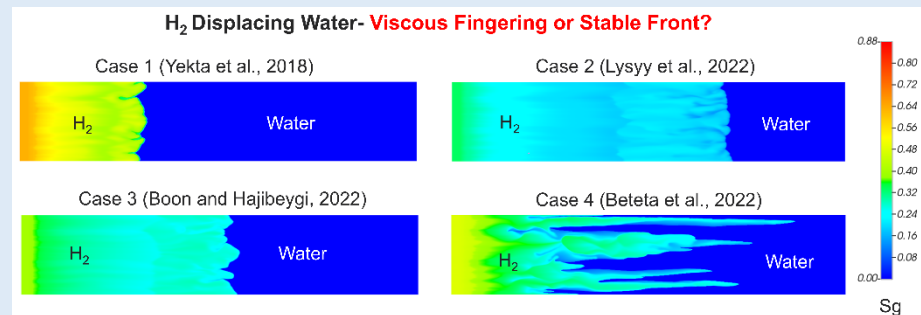 H₂ Displacing Water- Viscous Fingering or Stable Front?
Case 1 (Yekta et al., 2018)
H₂
Water
Case 2 (Lysyy et al., 2022)
H₂
Water
Case 3 (Boon and Hajibeygi, 2022)
H₂
Water
Case 4 (Beteta et al., 2022)
H₂
Water
0.88
0.80
0.72
0.64
0.56
0.48
0.40
0.32
0.24
0.16
0.08
0.00
Sg